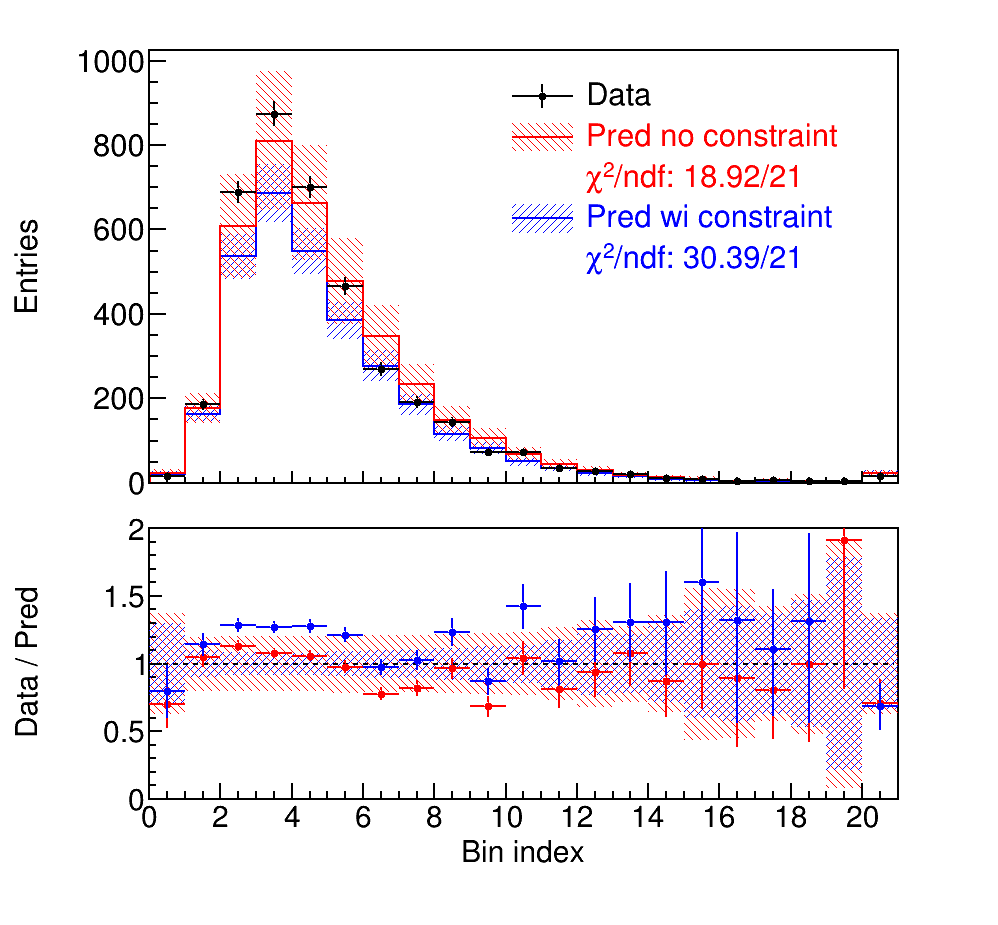 1000
800
600
400
200
0
Entries
Data
Pred no constraint
χ²/ndf: 18.92/21
Pred wi constraint
χ²/ndf: 30.39/21
2
1.5
1
0.5
0
Data / Pred
0 2 4 6 8 10 12 14 16 18 20
Bin index